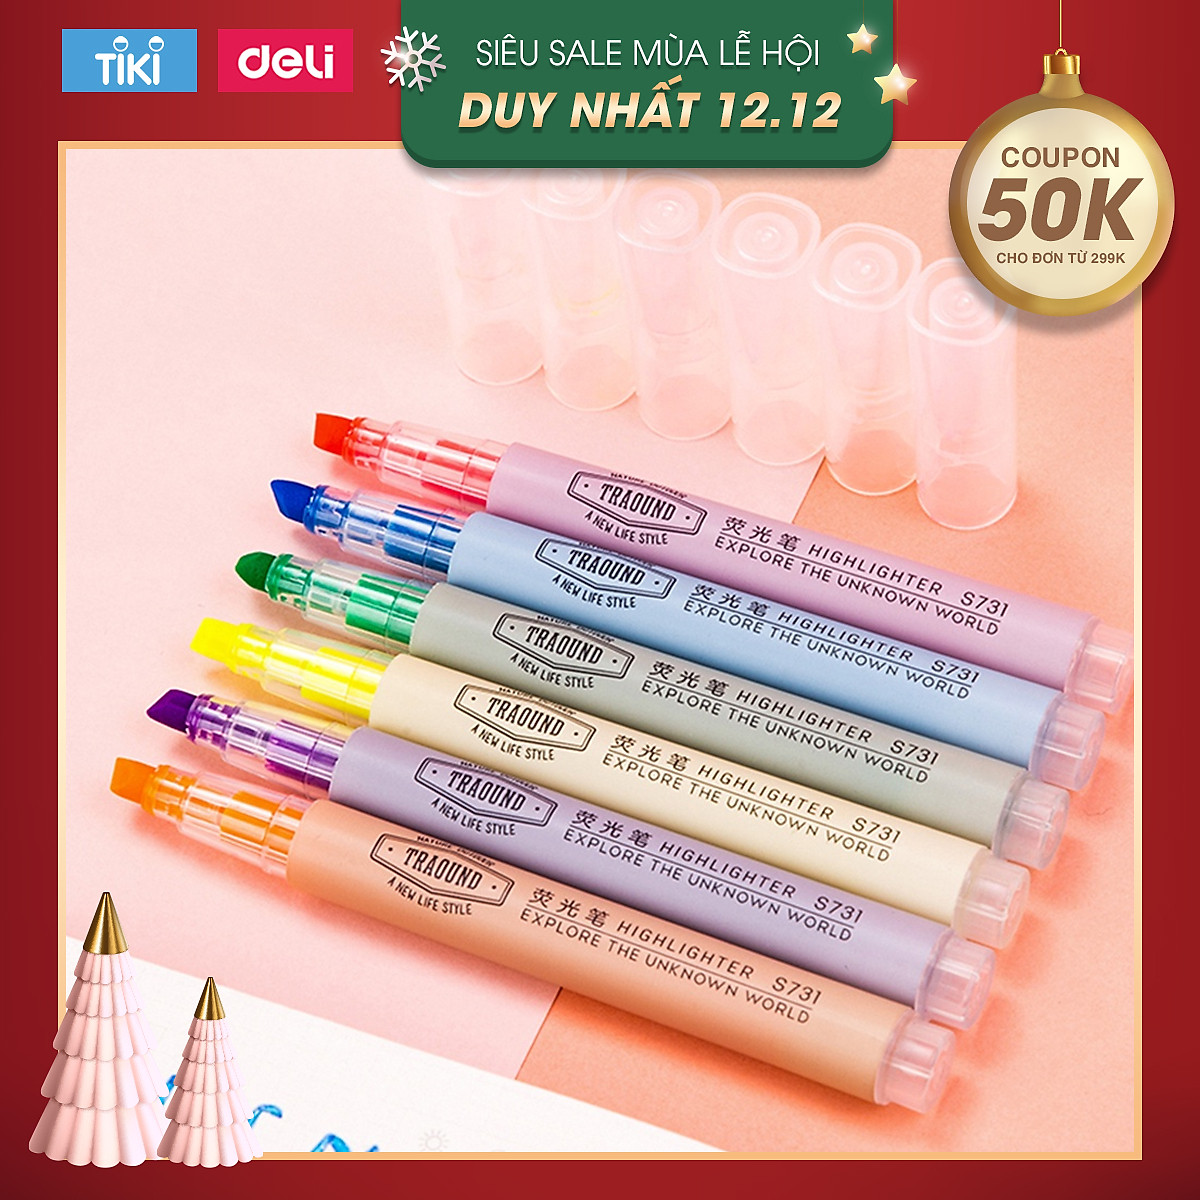 TIKI
deli
SIÊU SALE MÙA LỄ HỘI
DUY NHẤT 12.12
COUPON
50K
CHO ĐƠN TỪ 299K
TRAOUND
A NEW LIFE STYLE
荧光笔 HIGHLIGHTER S731
EXPLORE THE UNKNOWN WORLD
TRAOUND
A NEW LIFE STYLE
荧光笔 HIGHLIGHTER S731
EXPLORE THE UNKNOWN WORLD
TRAOUND
A NEW LIFE STYLE
荧光笔 HIGHLIGHTER S731
EXPLORE THE UNKNOWN WORLD
TRAOUND
A NEW LIFE STYLE
荧光笔 HIGHLIGHTER S731
EXPLORE THE UNKNOWN WORLD
TRAOUND
A NEW LIFE STYLE
荧光笔 HIGHLIGHTER S731
EXPLORE THE UNKNOWN WORLD
TRAOUND
A NEW LIFE STYLE
荧光笔 HIGHLIGHTER S731
EXPLORE THE UNKNOWN WORLD